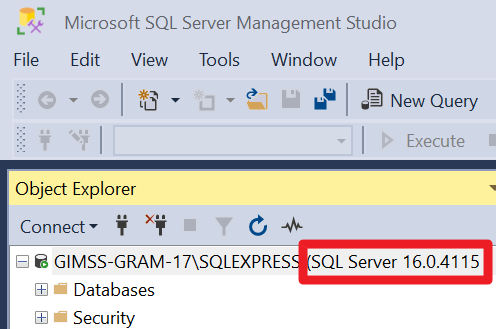 Microsoft SQL Server Management Studio
File Edit View Tools Window Help
New Query
Execute
Object Explorer
Connect
GIMSS-GRAM-17\SQLEXPRESS (SQL Server 16.0.4115
Databases
Security